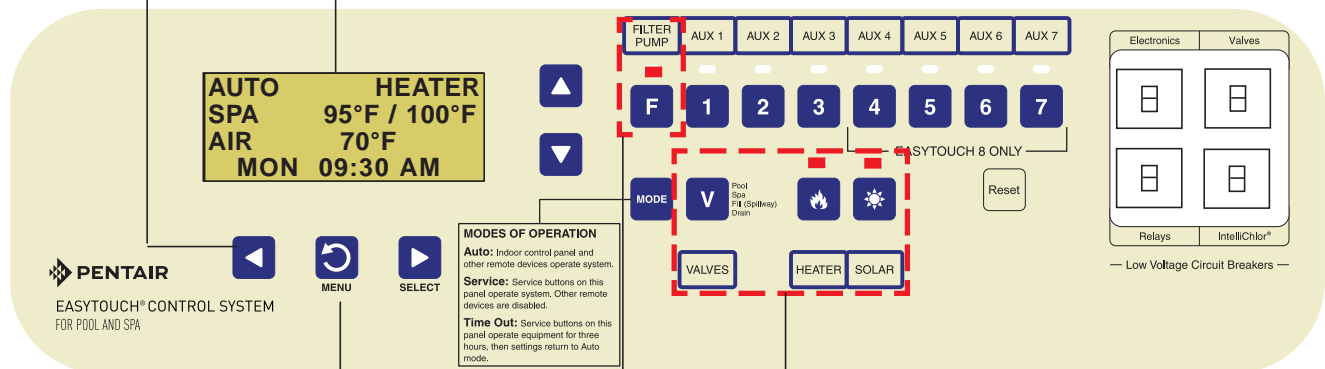 FILTER PUMP
AUX 1
AUX 2
AUX 3
AUX 4
AUX 5
AUX 6
AUX 7
F
1
2
3
4
5
6
7
EASYTOUCH 8 ONLY
AUTO HEATER
SPA 95°F / 100°F
AIR 70°F
MON 09:30 AM
MODE
V
Pool
Spa
Fill (Spillway)
Drain
VALVES
HEATER
SOLAR
Reset
Electronics
Valves
Relays
IntelliChlor®
Low Voltage Circuit Breakers
MENU
SELECT
PENTAIR
EASYTOUCH® CONTROL SYSTEM
FOR POOL AND SPA
MODES OF OPERATION
Auto: Indoor control panel and
other remote devices operate system.
Service: Service buttons on this
panel operate system. Other remote
devices are disabled.
Time Out: Service buttons on this
panel operate equipment for three
hours, then settings return to Auto
mode.